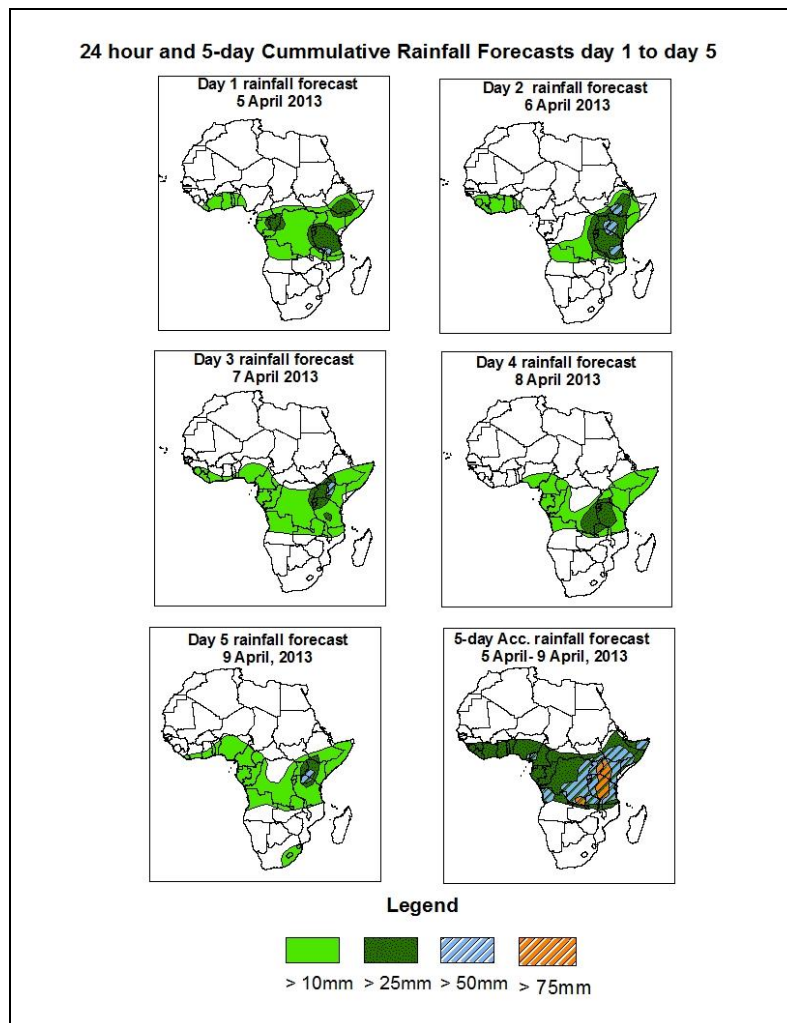 24 hour and 5-day Cummulative Rainfall Forecasts day 1 to day 5
Day 1 rainfall forecast
5 April 2013
Day 2 rainfall forecast
6 April 2013
Day 3 rainfall forecast
7 April 2013
Day 4 rainfall forecast
8 April 2013
Day 5 rainfall forecast
9 April, 2013
5-day Acc. rainfall forecast
5 April- 9 April, 2013
Legend
> 10mm > 25mm > 50mm > 75mm